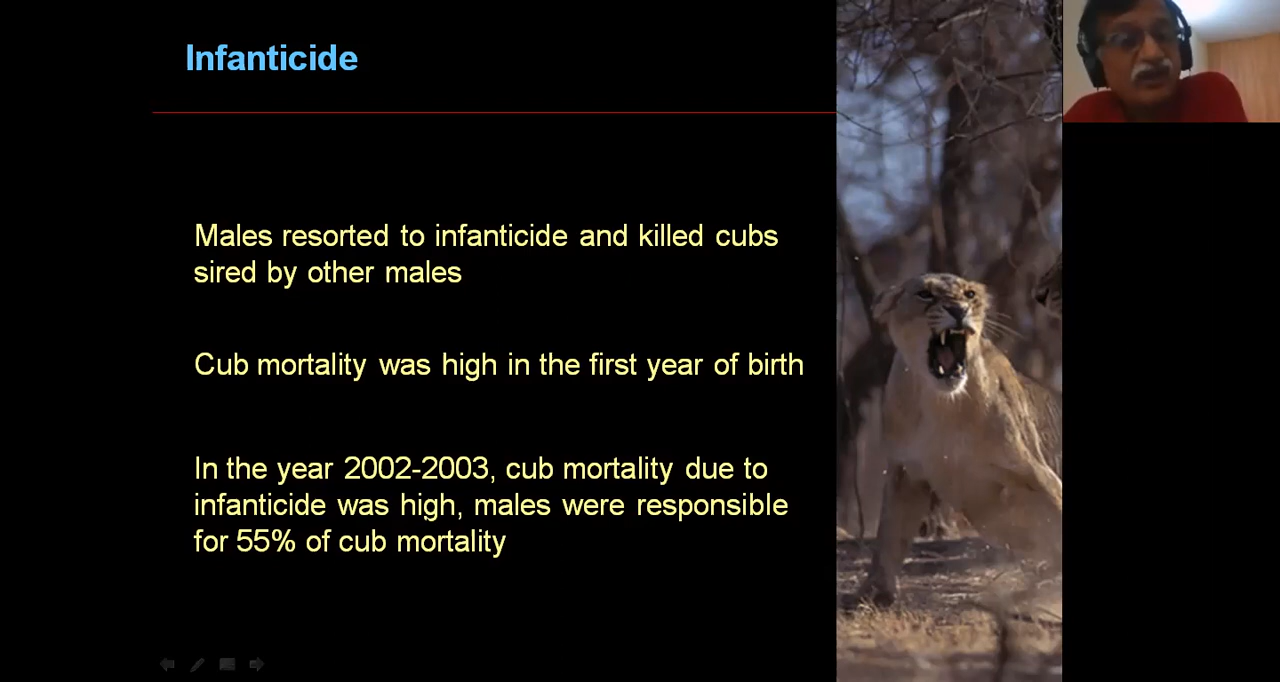 Infanticide
Males resorted to infanticide and killed cubs
sired by other males
Cub mortality was high in the first year of birth
In the year 2002-2003, cub mortality due to
infanticide was high, males were responsible
for 55% of cub mortality